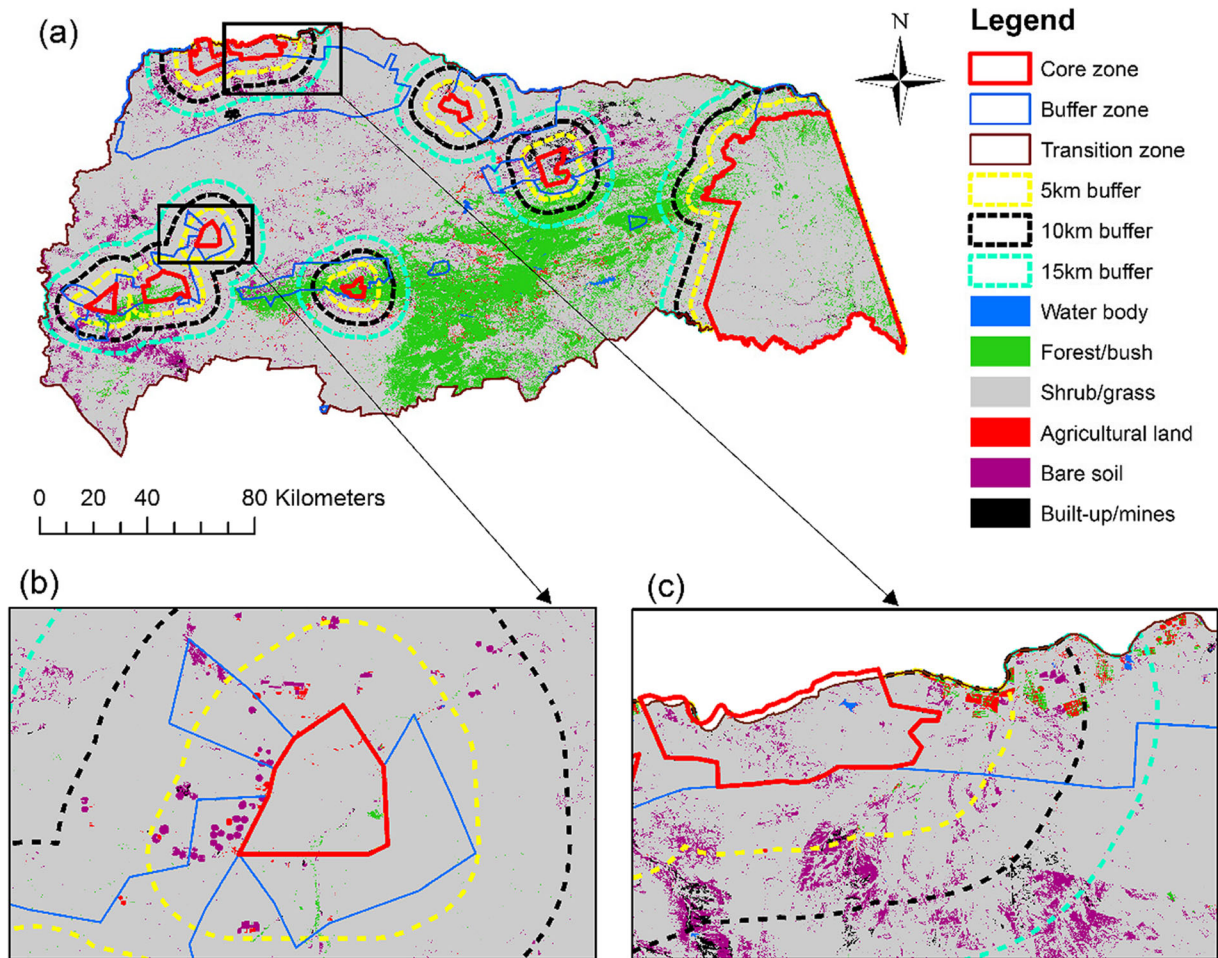 (a)
N
Legend
Core zone
Buffer zone
Transition zone
5km buffer
10km buffer
15km buffer
Water body
Forest/bush
Shrub/grass
Agricultural land
Bare soil
Built-up/mines
0 20 40 80 Kilometers
(b)
(c)